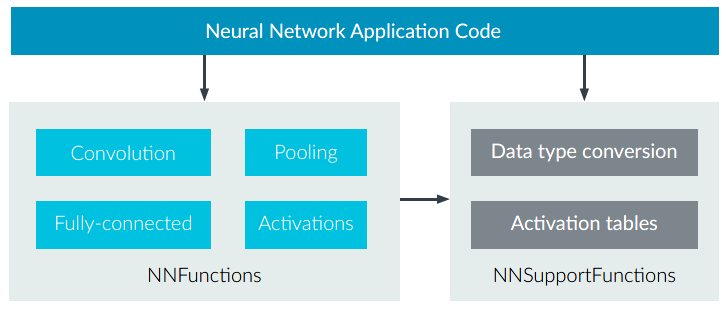 Neural Network Application Code
Convolution
Pooling
Fully-connected
Activations
NNFunctions
Data type conversion
Activation tables
NNSupportFunctions